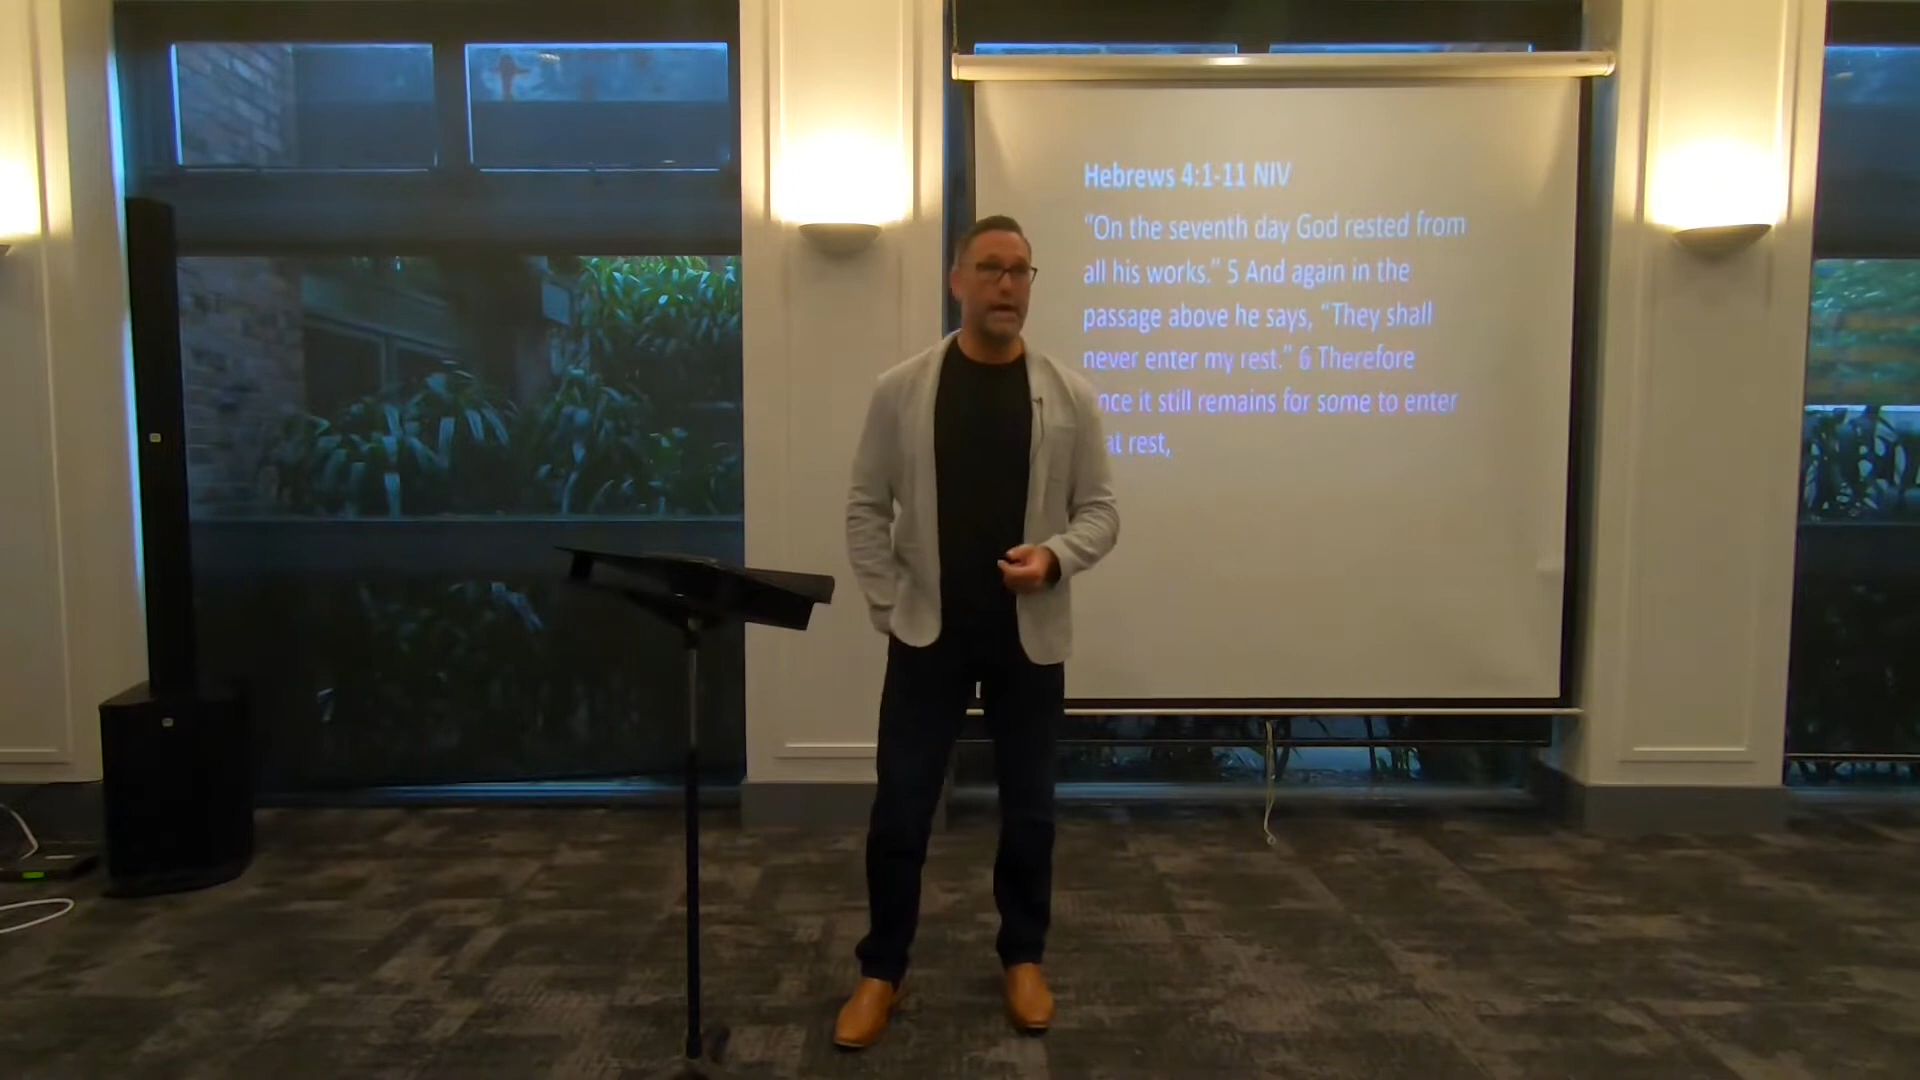 Hebrews 4:1-11 NIV
“On the seventh day God rested from
all his works.” 5 And again in the
passage above he says, “They shall
never enter my rest.” 6 Therefore
nce it still remains for some to enter
at rest,